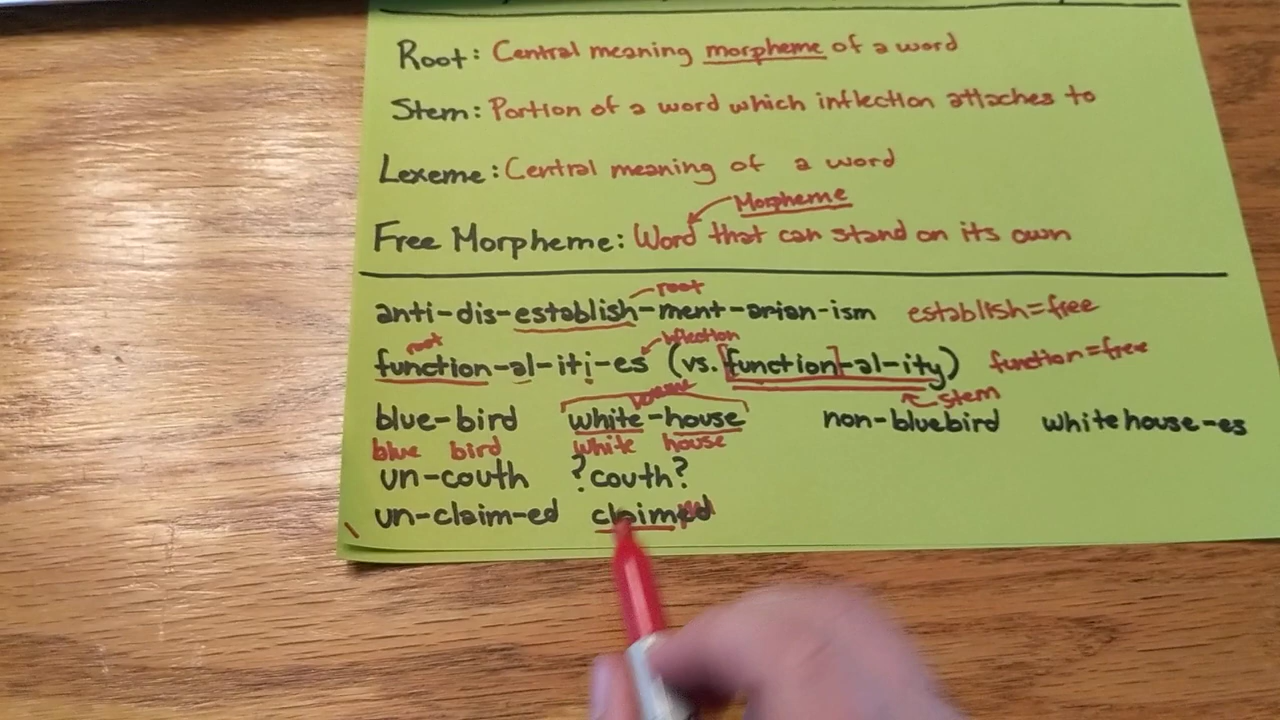 Root: Central meaning morpheme of a word
Stem: Portion of a word which inflection attaches to
Lexeme: Central meaning of a word
Morpheme
Free Morpheme: Word that can stand on its own
root
anti-dis-establish-ment-arian-ism establish=free
root inflection
function-al-iti-es (vs. function-al-ity) function=free
stem
blue-bird white-house non-bluebird whitehouse-es
blue bird white house
un-couth ?couth?
un-claim-ed claimed